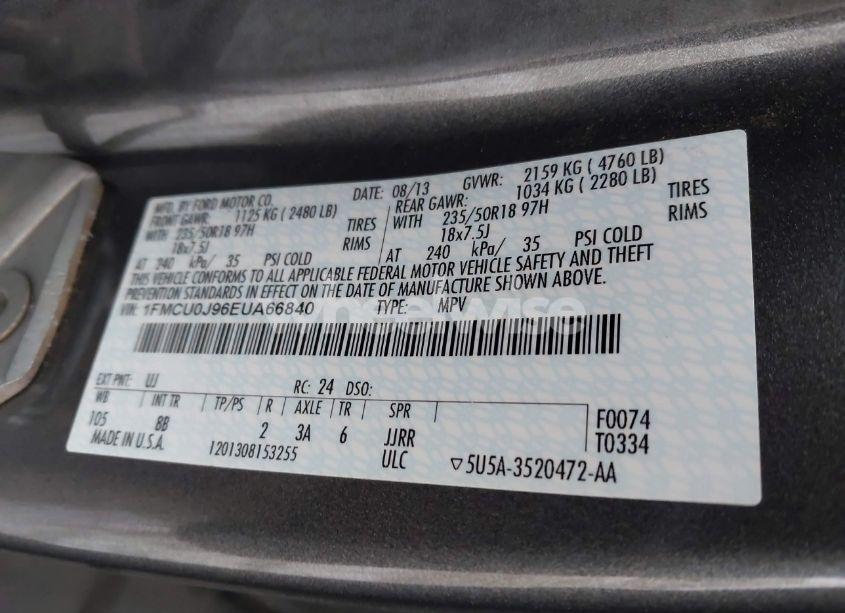 MFD. BY FORD MOTOR CO. DATE: 08/13 GVWR: 2159 KG ( 4760 LB)
FRONT GAWR: 1125 KG ( 2480 LB) REAR GAWR: 1034 KG ( 2280 LB)
WITH 235/50R18 97H TIRES WITH 235/50R18 97H TIRES
18x7.5J RIMS 18x7.5J RIMS
AT 240 kPa/ 35 PSI COLD AT 240 kPa/ 35 PSI COLD
THIS VEHICLE CONFORMS TO ALL APPLICABLE FEDERAL MOTOR VEHICLE SAFETY AND THEFT
PREVENTION STANDARDS IN EFFECT ON THE DATE OF MANUFACTURE SHOWN ABOVE.
VIN: 1FMCU0J96EUA66840 TYPE: MPV
EXT PNT: UJ RC: 24 DSO:
WB INT TR TP/PS R AXLE TR SPR F0074
105 8B 2 3A 6 JJRR T0334
MADE IN U.S.A. 1201308153255 ULC ▽5U5A-3520472-AA